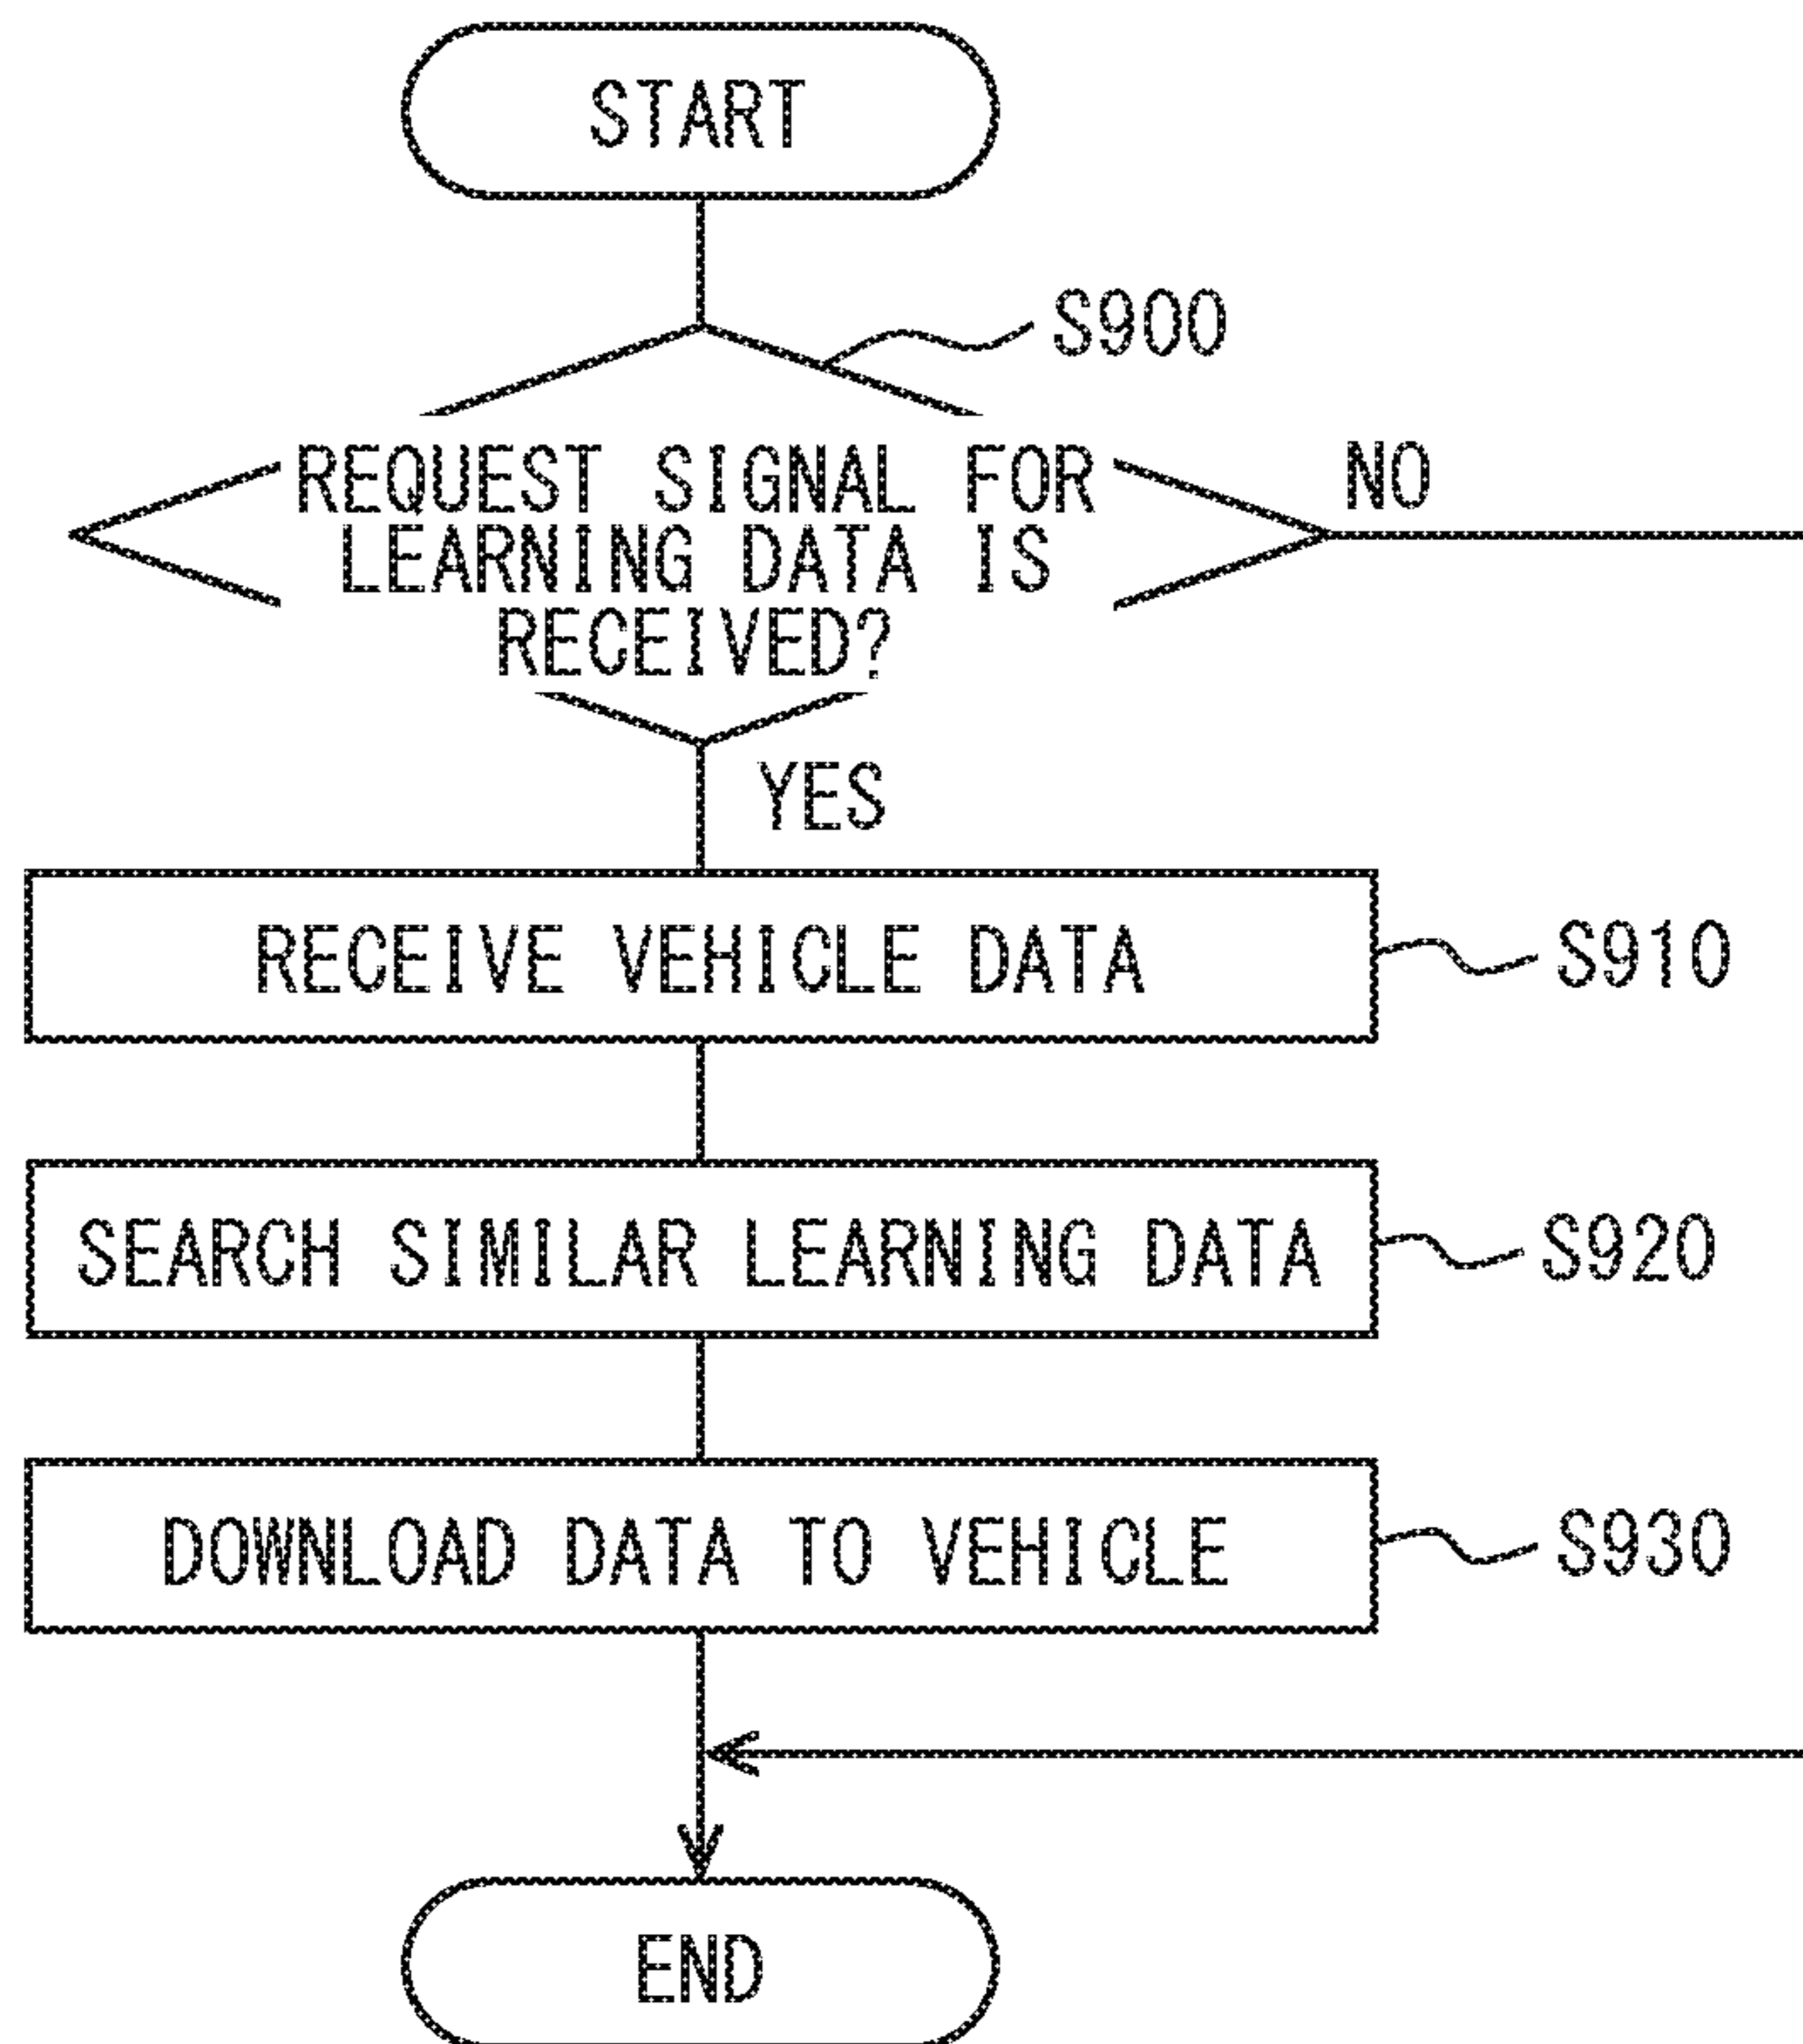 START
S900
REQUEST SIGNAL FOR
LEARNING DATA IS
RECEIVED?
NO
YES
RECEIVE VEHICLE DATA
S910
SEARCH SIMILAR LEARNING DATA
S920
DOWNLOAD DATA TO VEHICLE
S930
END